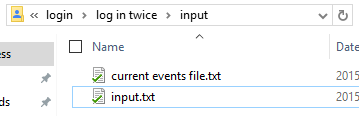 « login › log in twice › input
Name
Date
ess
current events file.txt
2015
ds
input.txt
2015